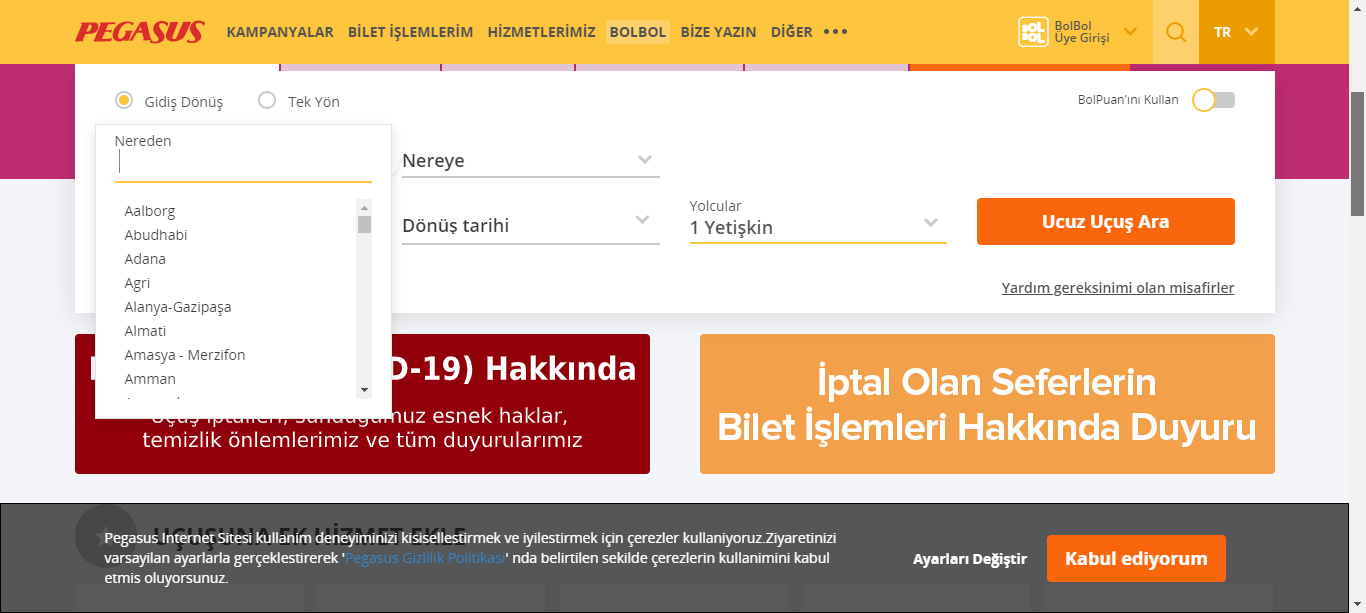 PEGASUS
KAMPANYALAR BİLET İŞLEMLERİM HİZMETLERİMİZ BOLBOL BİZE YAZIN DİĞER •••
BOL BOL
BolBol
Üye Girişi
TR
Gidiş Dönüş
Tek Yön
BolPuan'ını Kullan
Nereden
Nereye
Aalborg
Abudhabi
Adana
Agri
Alanya-Gazipaşa
Almati
Amasya - Merzifon
Amman
Dönüş tarihi
Yolcular
1 Yetişkin
Ucuz Uçuş Ara
Yardım gereksinimi olan misafirler
D-19) Hakkında
esnek haklar,
temizlik önlemlerimiz ve tüm duyurularımız
İptal Olan Seferlerin
Bilet İşlemleri Hakkında Duyuru
UÇUŞUNA EK HİZMET EKLE
Pegasus Internet Sitesi kullanim deneyiminizi kisisellestirmek ve iyilestirmek için çerezler kullaniyoruz.Ziyaretinizi
varsayilan ayarlarla gerçeklestirerek 'Pegasus Gizlilik Politikasi' nda belirtilen sekilde çerezlerin kullanimini kabul
etmis oluyorsunuz.
Ayarları Değiştir
Kabul ediyorum